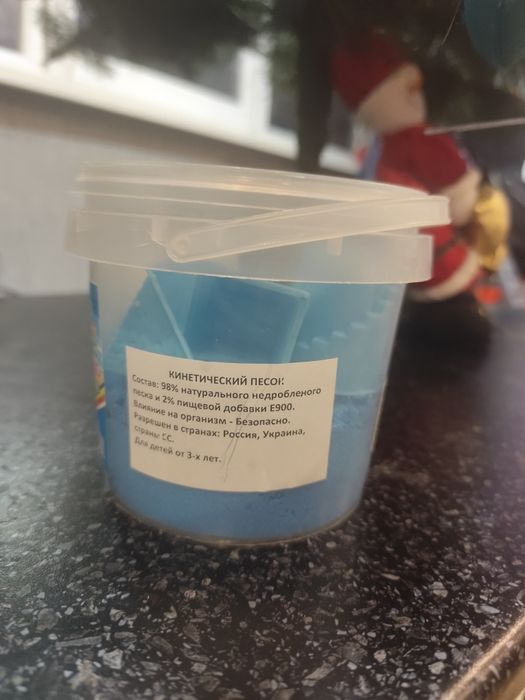 КИНЕТИЧЕСКИЙ ПЕСОК
Состав: 98% натурального недробленого
песка и 2% пищевой добавки Е900.
Влияние на организм - Безопасно.
Разрешен в странах: Россия, Украина,
страны ЕС.
Для детей от 3-х лет.